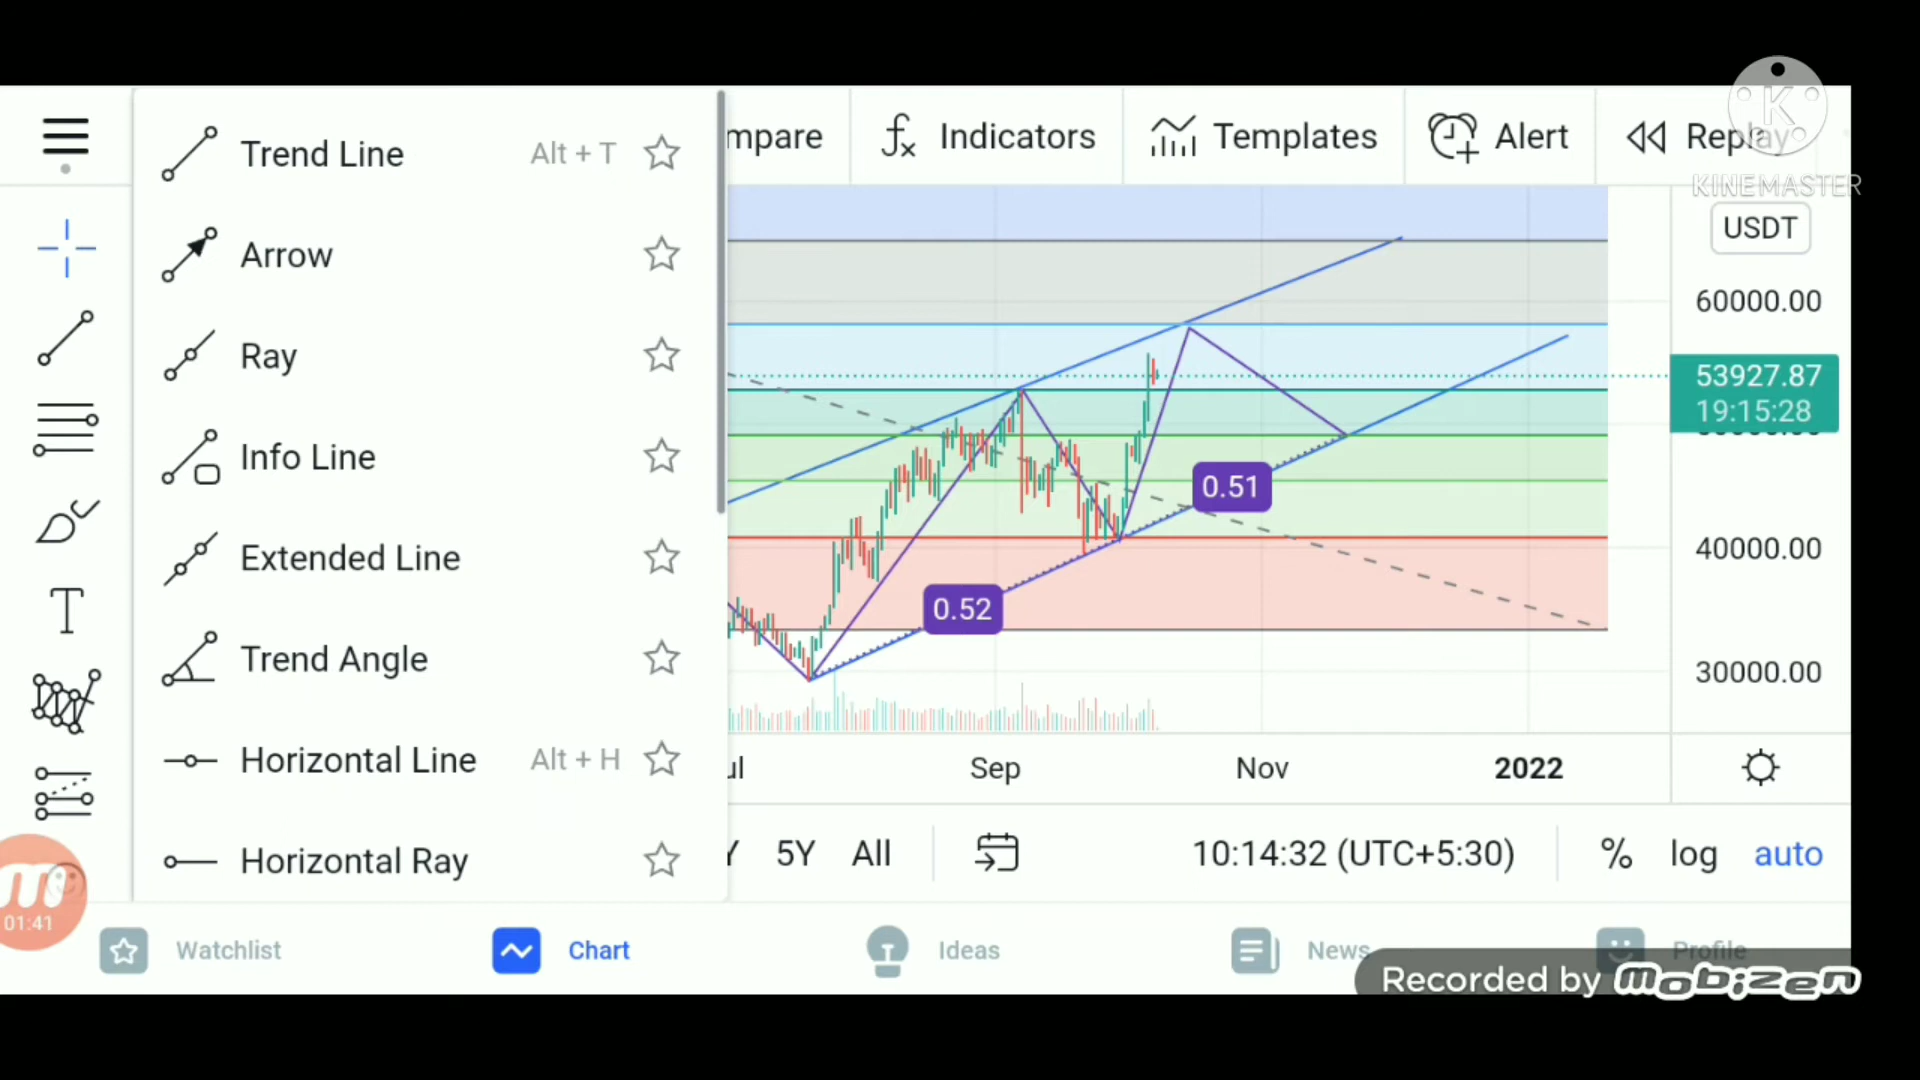 Trend Line Alt + T
Arrow
Ray
Info Line
Extended Line
Trend Angle
Horizontal Line Alt + H
Horizontal Ray
mpare Indicators Templates Alert Replay
K
KINEMASTER
USDT
60000.00
53927.87
19:15:28
40000.00
30000.00
0.51
0.52
ul Sep Nov 2022
Y 5Y All 10:14:32 (UTC+5:30) % log auto
01:41
Watchlist Chart Ideas News Profile
Recorded by mobizen